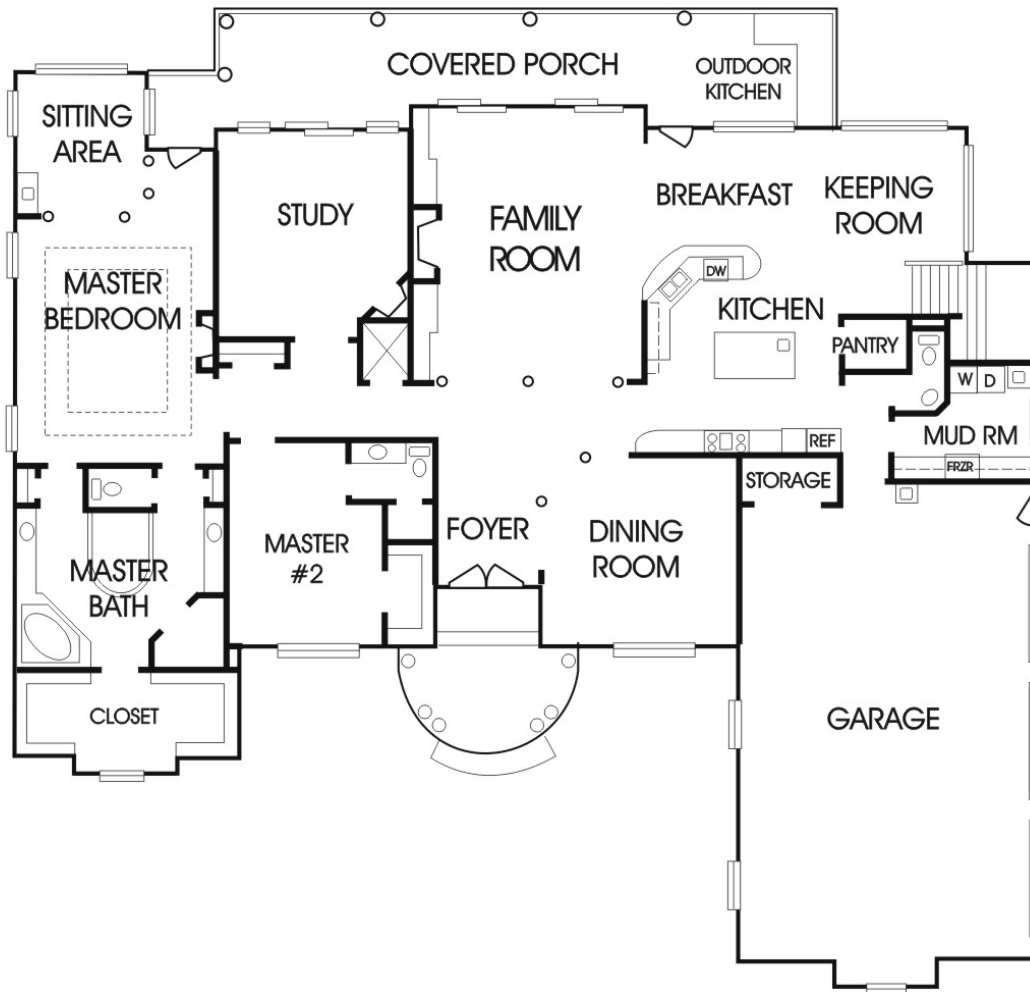 COVERED PORCH
OUTDOOR
KITCHEN
SITTING
AREA
STUDY
FAMILY
ROOM
BREAKFAST
KEEPING
ROOM
DW
MASTER
BEDROOM
KITCHEN
PANTRY
W
D
MUD RM
REF
FRZR
STORAGE
FOYER
DINING
ROOM
MASTER
#2
MASTER
BATH
CLOSET
GARAGE